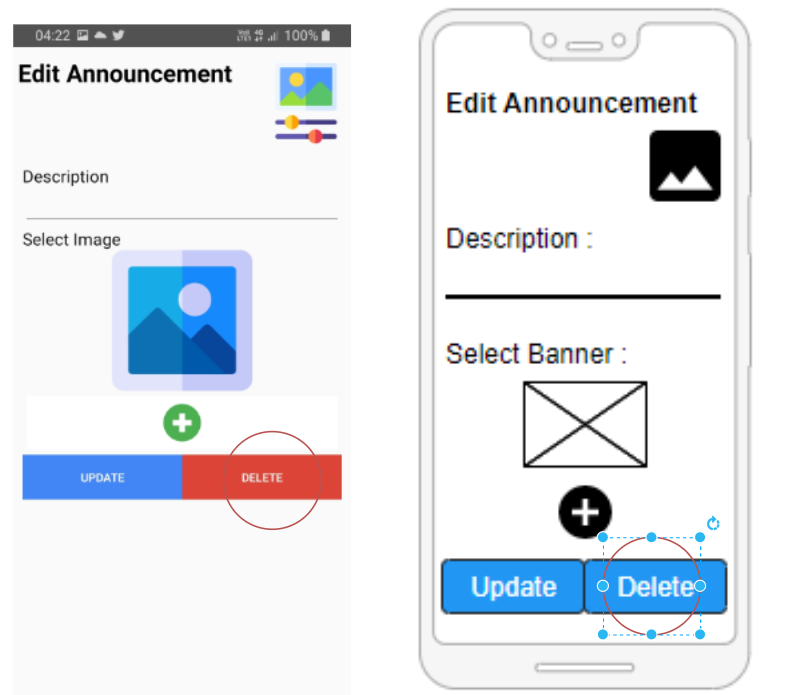 04:22 100%
Edit Announcement
Description
Select Image
UPDATE DELETE
Edit Announcement
Description :
Select Banner :
Update Delete